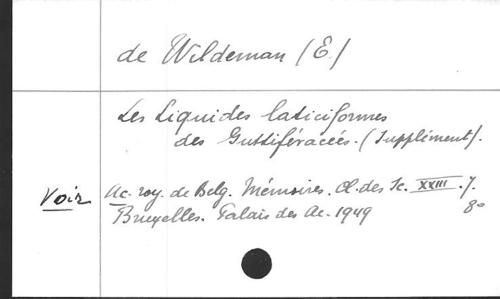 de Wildeman (E)
Les Liquides laticiformes
des Guttiféracées. (Supplément).
Voir Ac. roy. de Belg. Mémoires. Cl. des Sc. XXIII. 7.
Bruxelles. Palais des Ac. 1949 8°